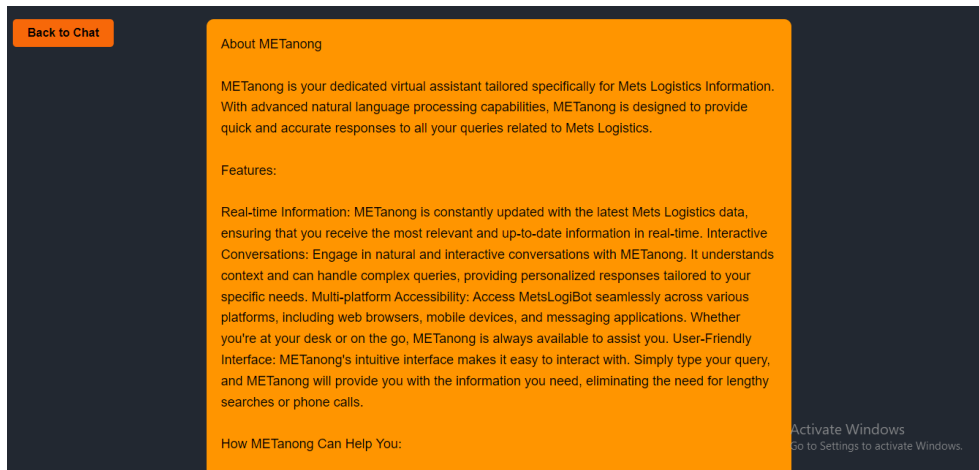 Back to Chat
About METanong
METanong is your dedicated virtual assistant tailored specifically for Mets Logistics Information.
With advanced natural language processing capabilities, METanong is designed to provide
quick and accurate responses to all your queries related to Mets Logistics.
Features:
Real-time Information: METanong is constantly updated with the latest Mets Logistics data,
ensuring that you receive the most relevant and up-to-date information in real-time. Interactive
Conversations: Engage in natural and interactive conversations with METanong. It understands
context and can handle complex queries, providing personalized responses tailored to your
specific needs. Multi-platform Accessibility: Access MetsLogiBot seamlessly across various
platforms, including web browsers, mobile devices, and messaging applications. Whether
you're at your desk or on the go, METanong is always available to assist you. User-Friendly
Interface: METanong's intuitive interface makes it easy to interact with. Simply type your query,
and METanong will provide you with the information you need, eliminating the need for lengthy
searches or phone calls.
How METanong Can Help You:
Activate Windows
Go to Settings to activate Windows.